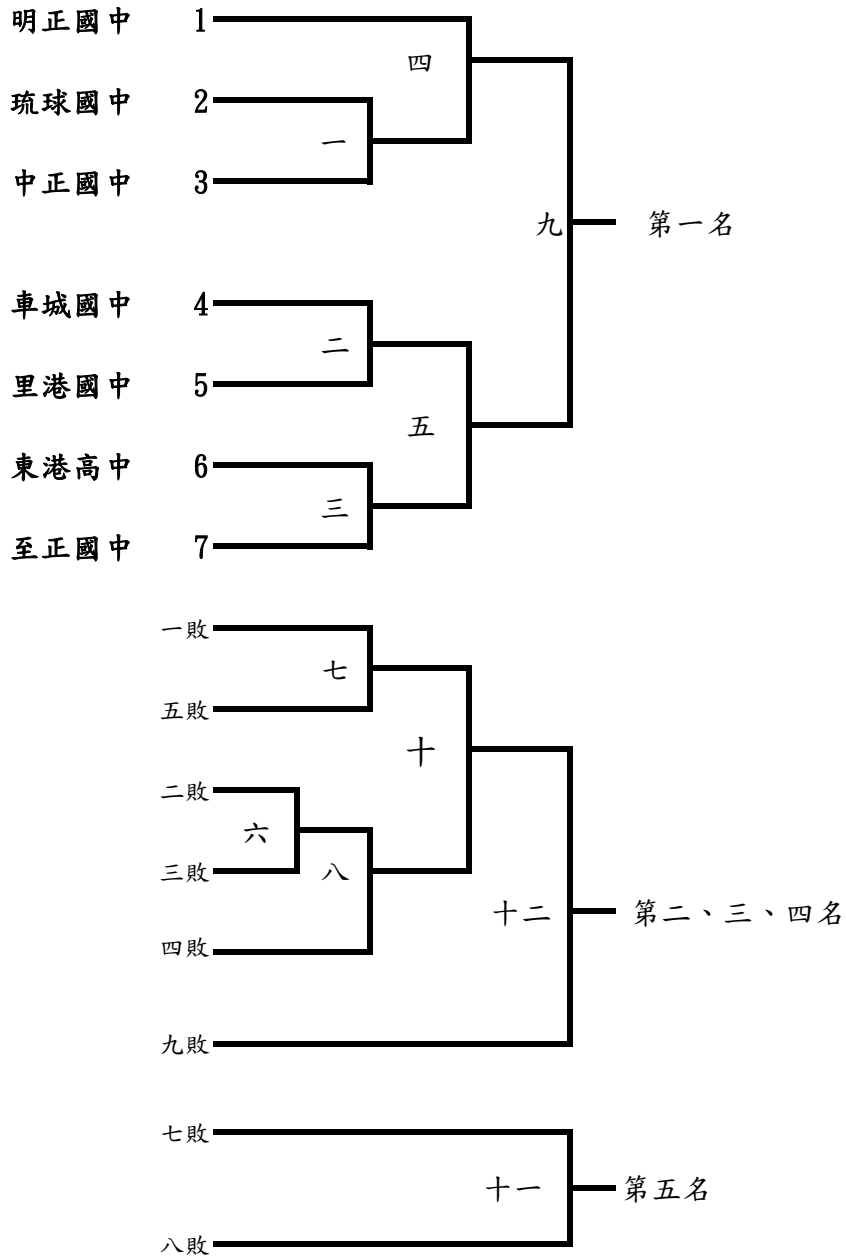 明正國中 1
四
琉球國中 2
一
中正國中 3
九 第一名
車城國中 4
二
里港國中 5
五
東港高中 6
三
至正國中 7
一敗
七
五敗
十
二敗
六
三敗 八
十二 第二、三、四名
四敗
九敗
七敗
十一 第五名
八敗